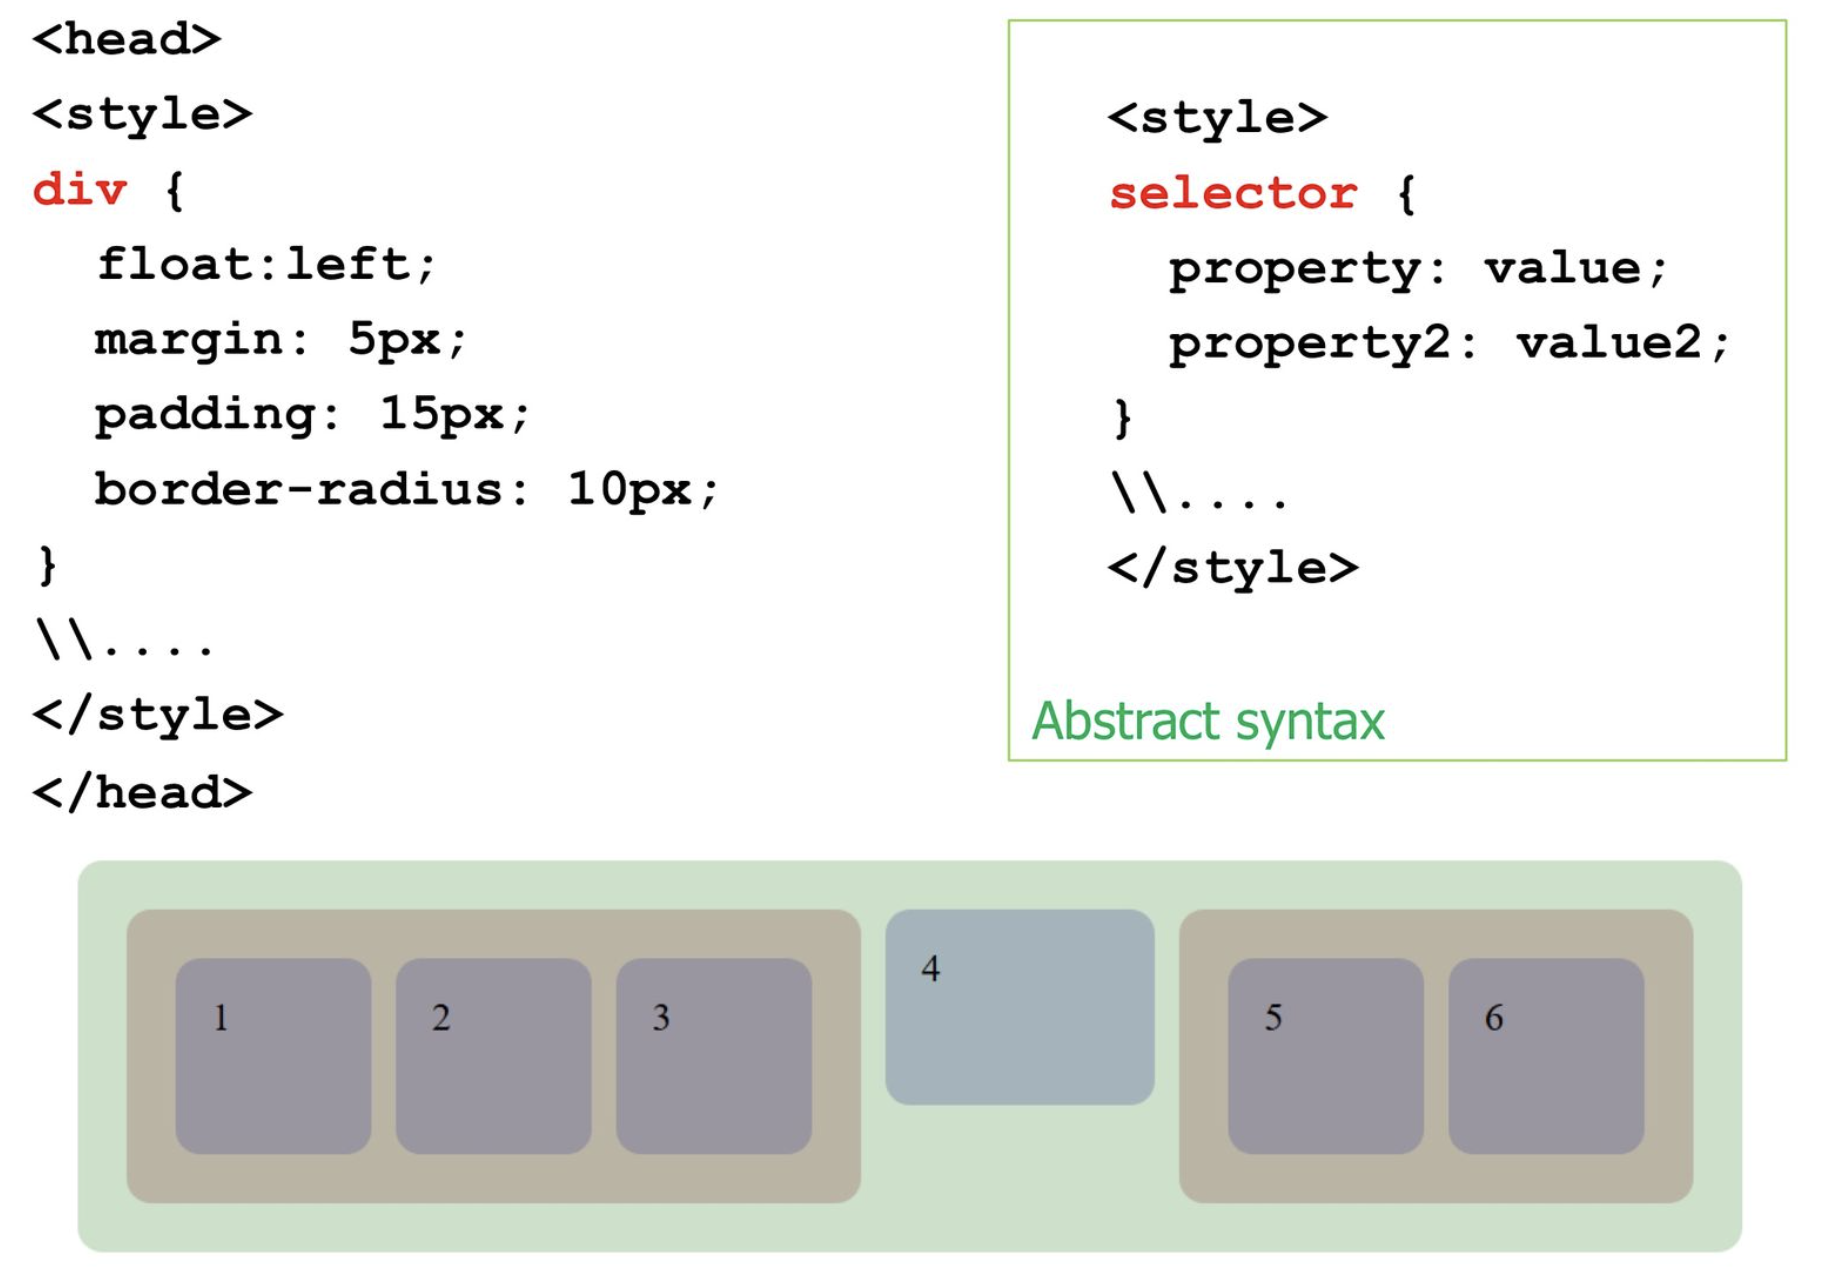 <head>
<style>
div {
float:left;
margin: 5px;
padding: 15px;
border-radius: 10px;
}
\\....
</style>
</head>
<style>
selector {
property: value;
property2: value2;
}
\\....
</style>
Abstract syntax
1 2 3 4 5 6